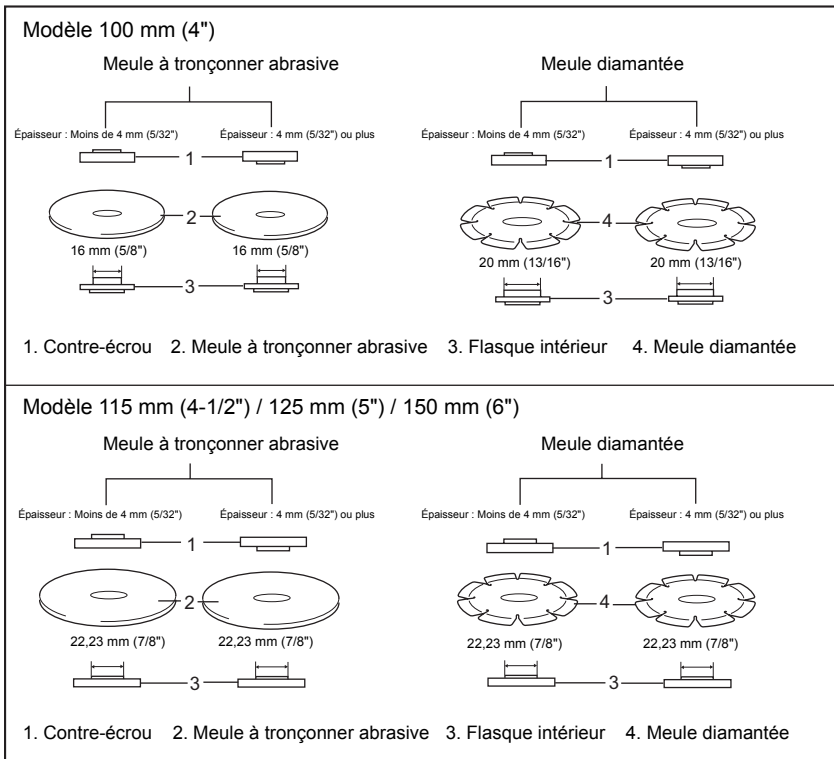 Modèle 100 mm (4")
Meule à tronçonner abrasive
Meule diamantée
Épaisseur : Moins de 4 mm (5/32") Épaisseur : 4 mm (5/32") ou plus
Épaisseur : Moins de 4 mm (5/32") Épaisseur : 4 mm (5/32") ou plus
1
1
2
4
16 mm (5/8") 16 mm (5/8")
20 mm (13/16") 20 mm (13/16")
3
3
1. Contre-écrou 2. Meule à tronçonner abrasive 3. Flasque intérieur 4. Meule diamantée
Modèle 115 mm (4-1/2") / 125 mm (5") / 150 mm (6")
Meule à tronçonner abrasive
Meule diamantée
Épaisseur : Moins de 4 mm (5/32") Épaisseur : 4 mm (5/32") ou plus
Épaisseur : Moins de 4 mm (5/32") Épaisseur : 4 mm (5/32") ou plus
1
1
2
4
22,23 mm (7/8") 22,23 mm (7/8")
22,23 mm (7/8") 22,23 mm (7/8")
3
3
1. Contre-écrou 2. Meule à tronçonner abrasive 3. Flasque intérieur 4. Meule diamantée